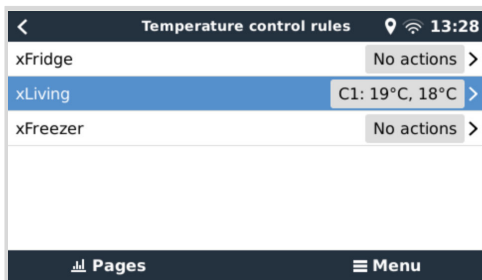 Temperature control rules 13:28
xFridge No actions
xLiving C1: 19°C, 18°C
xFreezer No actions
Pages Menu